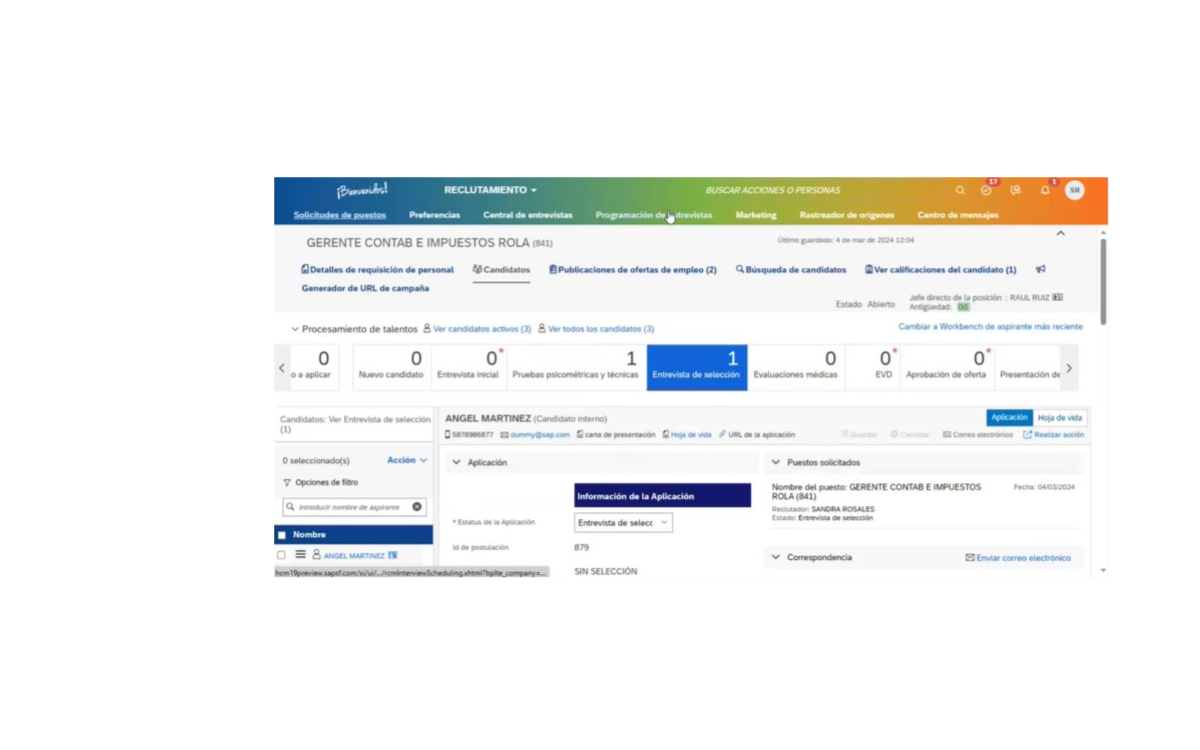 ¡Bienvenidos!
RECLUTAMIENTO
BUSCAR ACCIONES O PERSONAS
17
1
SR
Solicitudes de puestos Preferencias Central de entrevistas Programación de entrevistas Marketing Rastreador de orígenes Centro de mensajes
GERENTE CONTAB E IMPUESTOS ROLA (841)
Último guardado: 4 de mar de 2024 12:04
Detalles de requisición de personal Candidatos Publicaciones de ofertas de empleo (2) Búsqueda de candidatos Ver calificaciones del candidato (1)
Generador de URL de campaña
Estado Abierto
Jefe directo de la posición : RAUL RUIZ
Antigüedad: 0d
Procesamiento de talentos Ver candidatos activos (3) Ver todos los candidatos (3)
Cambiar a Workbench de aspirante más reciente
0 0 0* 1 1 0 0* 0*
o a aplicar Nuevo candidato Entrevista inicial Pruebas psicométricas y técnicas Entrevista de selección Evaluaciones médicas EVD Aprobación de oferta Presentación de
Candidatos: Ver Entrevista de selección
(1)
ANGEL MARTINEZ (Candidato interno)
Aplicación Hoja de vida
5878986877 dummy@sap.com carta de presentación Hoja de vida URL de la aplicación
Guardar Cancelar Correo electrónico Realizar acción
0 seleccionado(s) Acción
Opciones de filtro
Introducir nombre de aspirante
Nombre
ANGEL MARTINEZ
Aplicación
Información de la Aplicación
* Estatus de la Aplicación Entrevista de selecc
Id de postulación 879
SIN SELECCIÓN
Puestos solicitados
Nombre del puesto: GERENTE CONTAB E IMPUESTOS
ROLA (841)
Fecha: 04/03/2024
Reclutador: SANDRA ROSALES
Estado: Entrevista de selección
Correspondencia Enviar correo electrónico